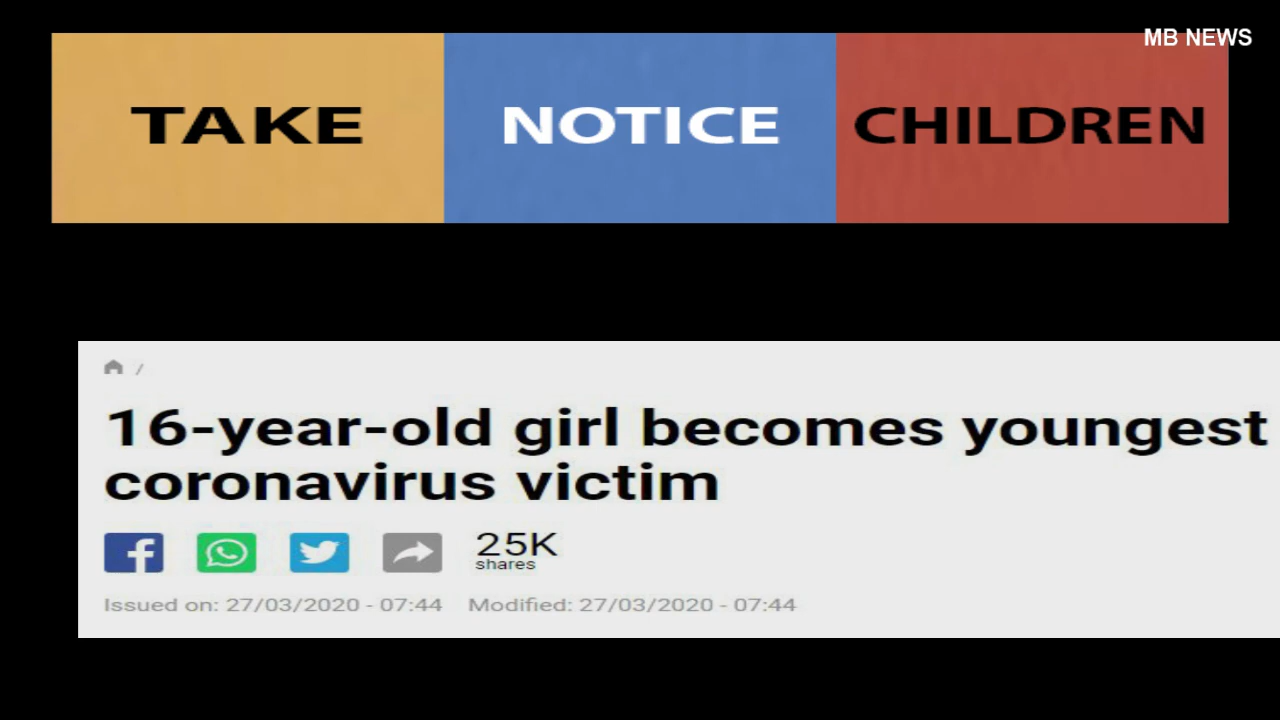 MB NEWS
TAKE NOTICE CHILDREN
/
16-year-old girl becomes youngest
coronavirus victim
25K
shares
Issued on: 27/03/2020 - 07:44 Modified: 27/03/2020 - 07:44